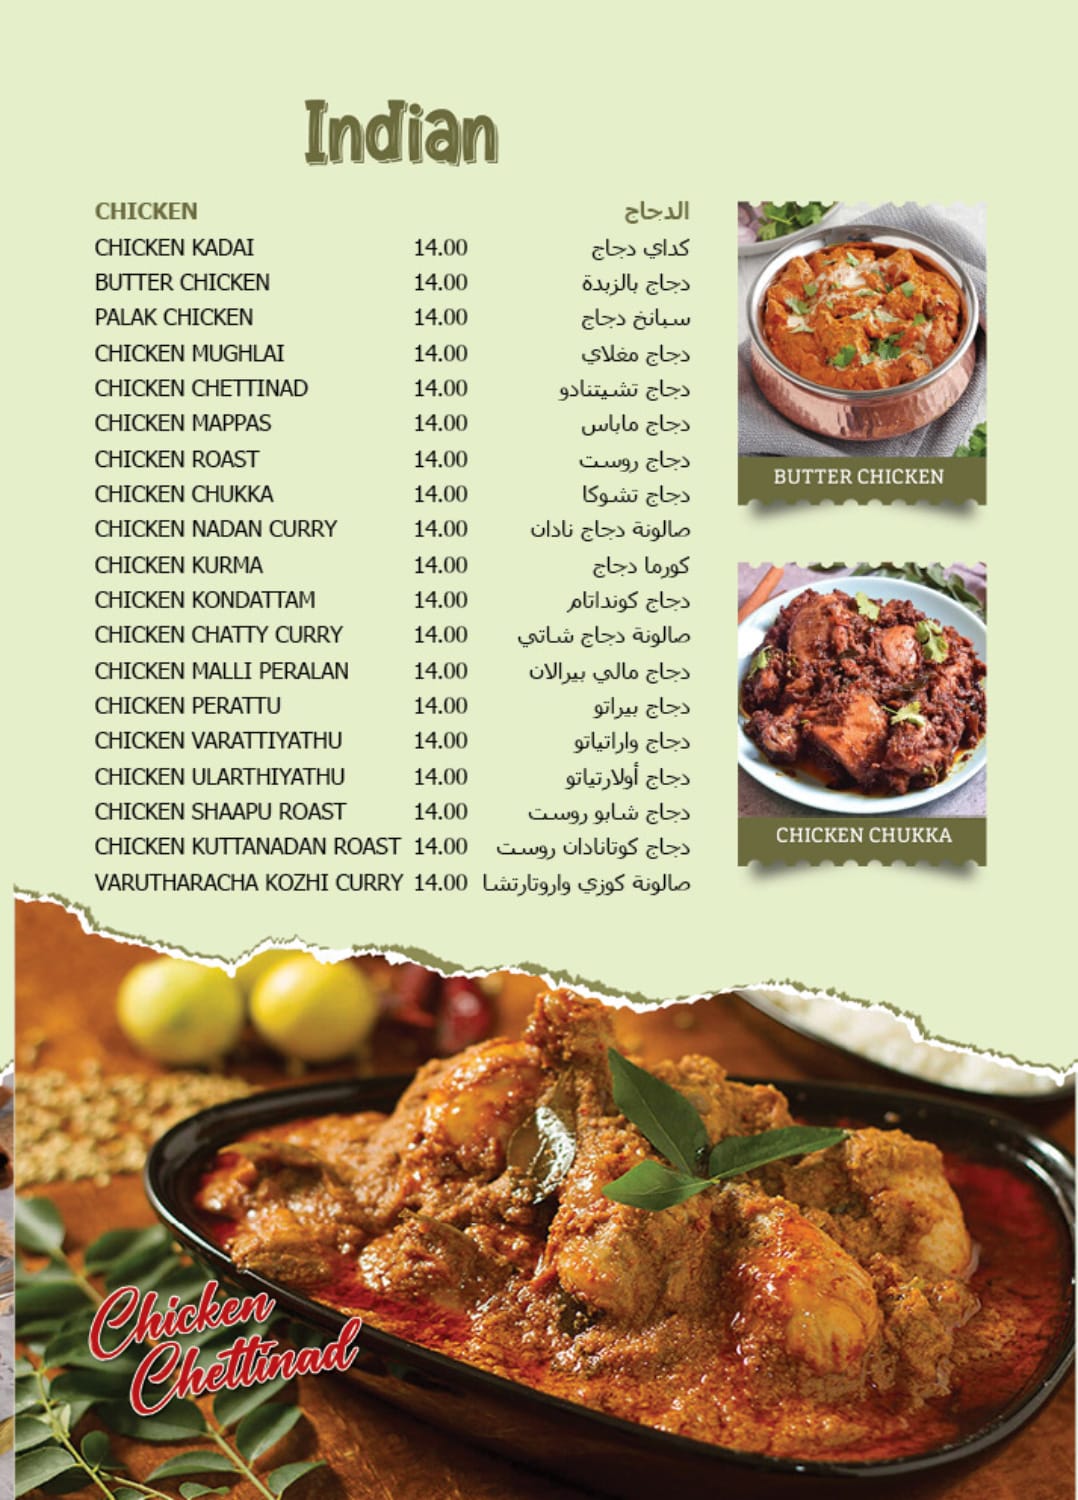 Indian
CHICKEN الدجاج
CHICKEN KADAI 14.00 كداي دجاج
BUTTER CHICKEN 14.00 دجاج بالزبدة
PALAK CHICKEN 14.00 سبانخ دجاج
CHICKEN MUGHLAI 14.00 دجاج مغلاي
CHICKEN CHETTINAD 14.00 دجاج تشيتنادو
CHICKEN MAPPAS 14.00 دجاج ماباس
CHICKEN ROAST 14.00 دجاج روست
CHICKEN CHUKKA 14.00 دجاج تشوكا
CHICKEN NADAN CURRY 14.00 صالونة دجاج نادان
CHICKEN KURMA 14.00 كورما دجاج
CHICKEN KONDATTAM 14.00 دجاج كونداتام
CHICKEN CHATTY CURRY 14.00 صالونة دجاج شاتي
CHICKEN MALLI PERALAN 14.00 دجاج مالي بيرالان
CHICKEN PERATTU 14.00 دجاج بيراتو
CHICKEN VARATTIYATHU 14.00 دجاج واراتياتو
CHICKEN ULARTHIYATHU 14.00 دجاج أولارتياتو
CHICKEN SHAAPU ROAST 14.00 دجاج شابو روست
CHICKEN KUTTANADAN ROAST 14.00 دجاج كوتانادان روست
VARUTHARACHA KOZHI CURRY 14.00 صالونة كوزي واروتارتشا
BUTTER CHICKEN
CHICKEN CHUKKA
Chicken
Chettinad